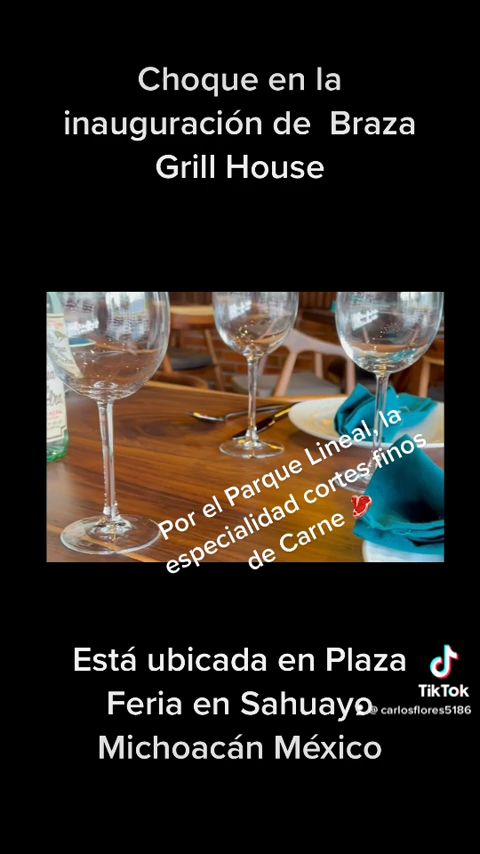 Choque en la
inauguración de Braza
Grill House
Por el Parque Lineal, la
especialidad cortes finos
de Carne 🥩
Está ubicada en Plaza
Feria en Sahuayo
Michoacán México
TikTok
@ carlosflores5186